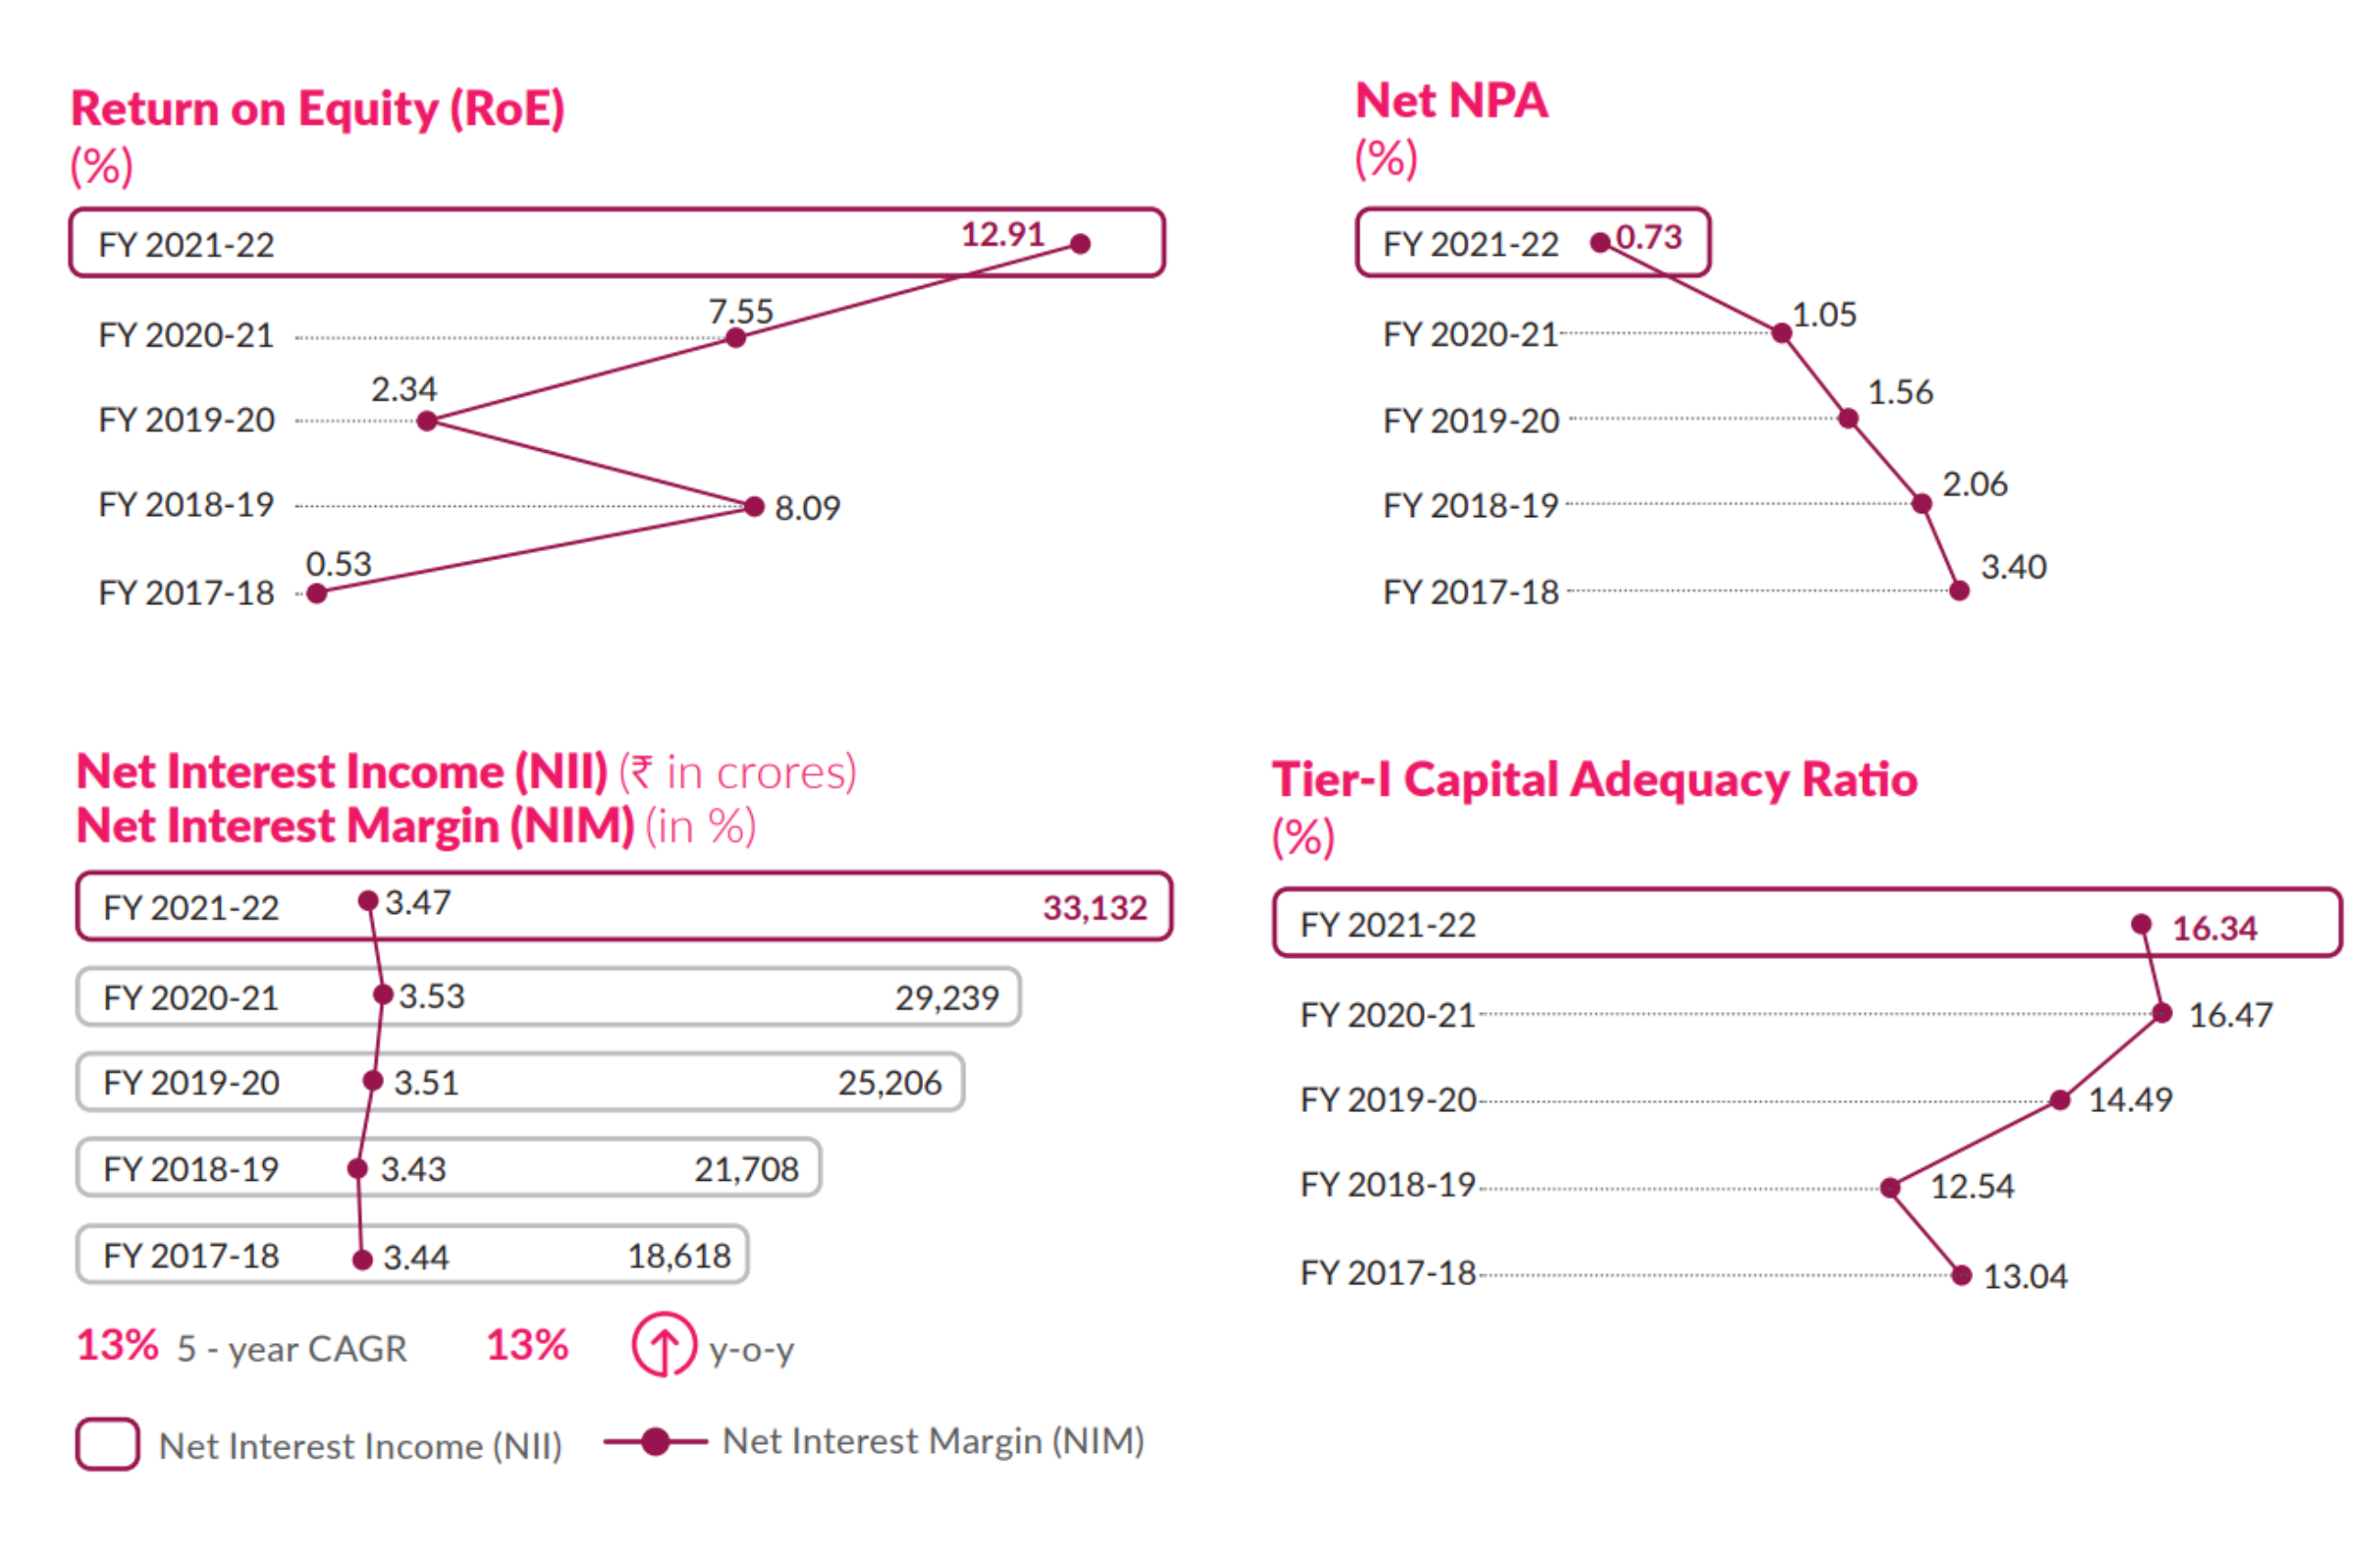 Return on Equity (RoE)
(%)
FY 2021-22 12.91
FY 2020-21 7.55
FY 2019-20 2.34
FY 2018-19 8.09
FY 2017-18 0.53
Net NPA
(%)
FY 2021-22 0.73
FY 2020-21 1.05
FY 2019-20 1.56
FY 2018-19 2.06
FY 2017-18 3.40
Net Interest Income (NII) (₹ in crores)
Net Interest Margin (NIM) (in %)
FY 2021-22 3.47 33,132
FY 2020-21 3.53 29,239
FY 2019-20 3.51 25,206
FY 2018-19 3.43 21,708
FY 2017-18 3.44 18,618
13% 5 - year CAGR 13% y-o-y
Net Interest Income (NII) Net Interest Margin (NIM)
Tier-I Capital Adequacy Ratio
(%)
FY 2021-22 16.34
FY 2020-21 16.47
FY 2019-20 14.49
FY 2018-19 12.54
FY 2017-18 13.04